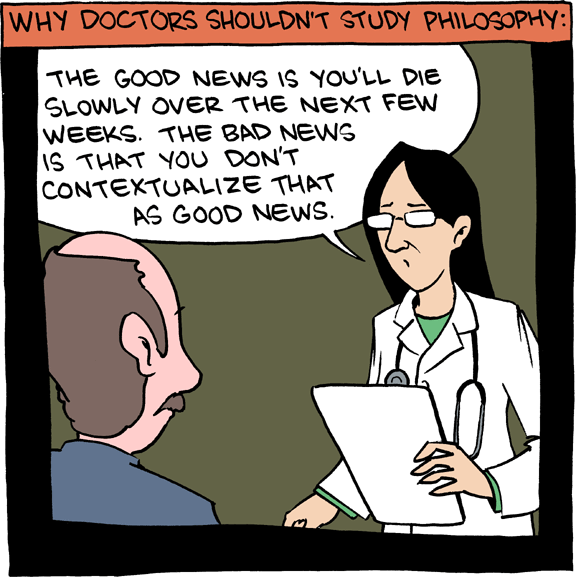 WHY DOCTORS SHOULDN'T STUDY PHILOSOPHY:
THE GOOD NEWS IS YOU'LL DIE
SLOWLY OVER THE NEXT FEW
WEEKS. THE BAD NEWS
IS THAT YOU DON'T
CONTEXTUALIZE THAT
AS GOOD NEWS.